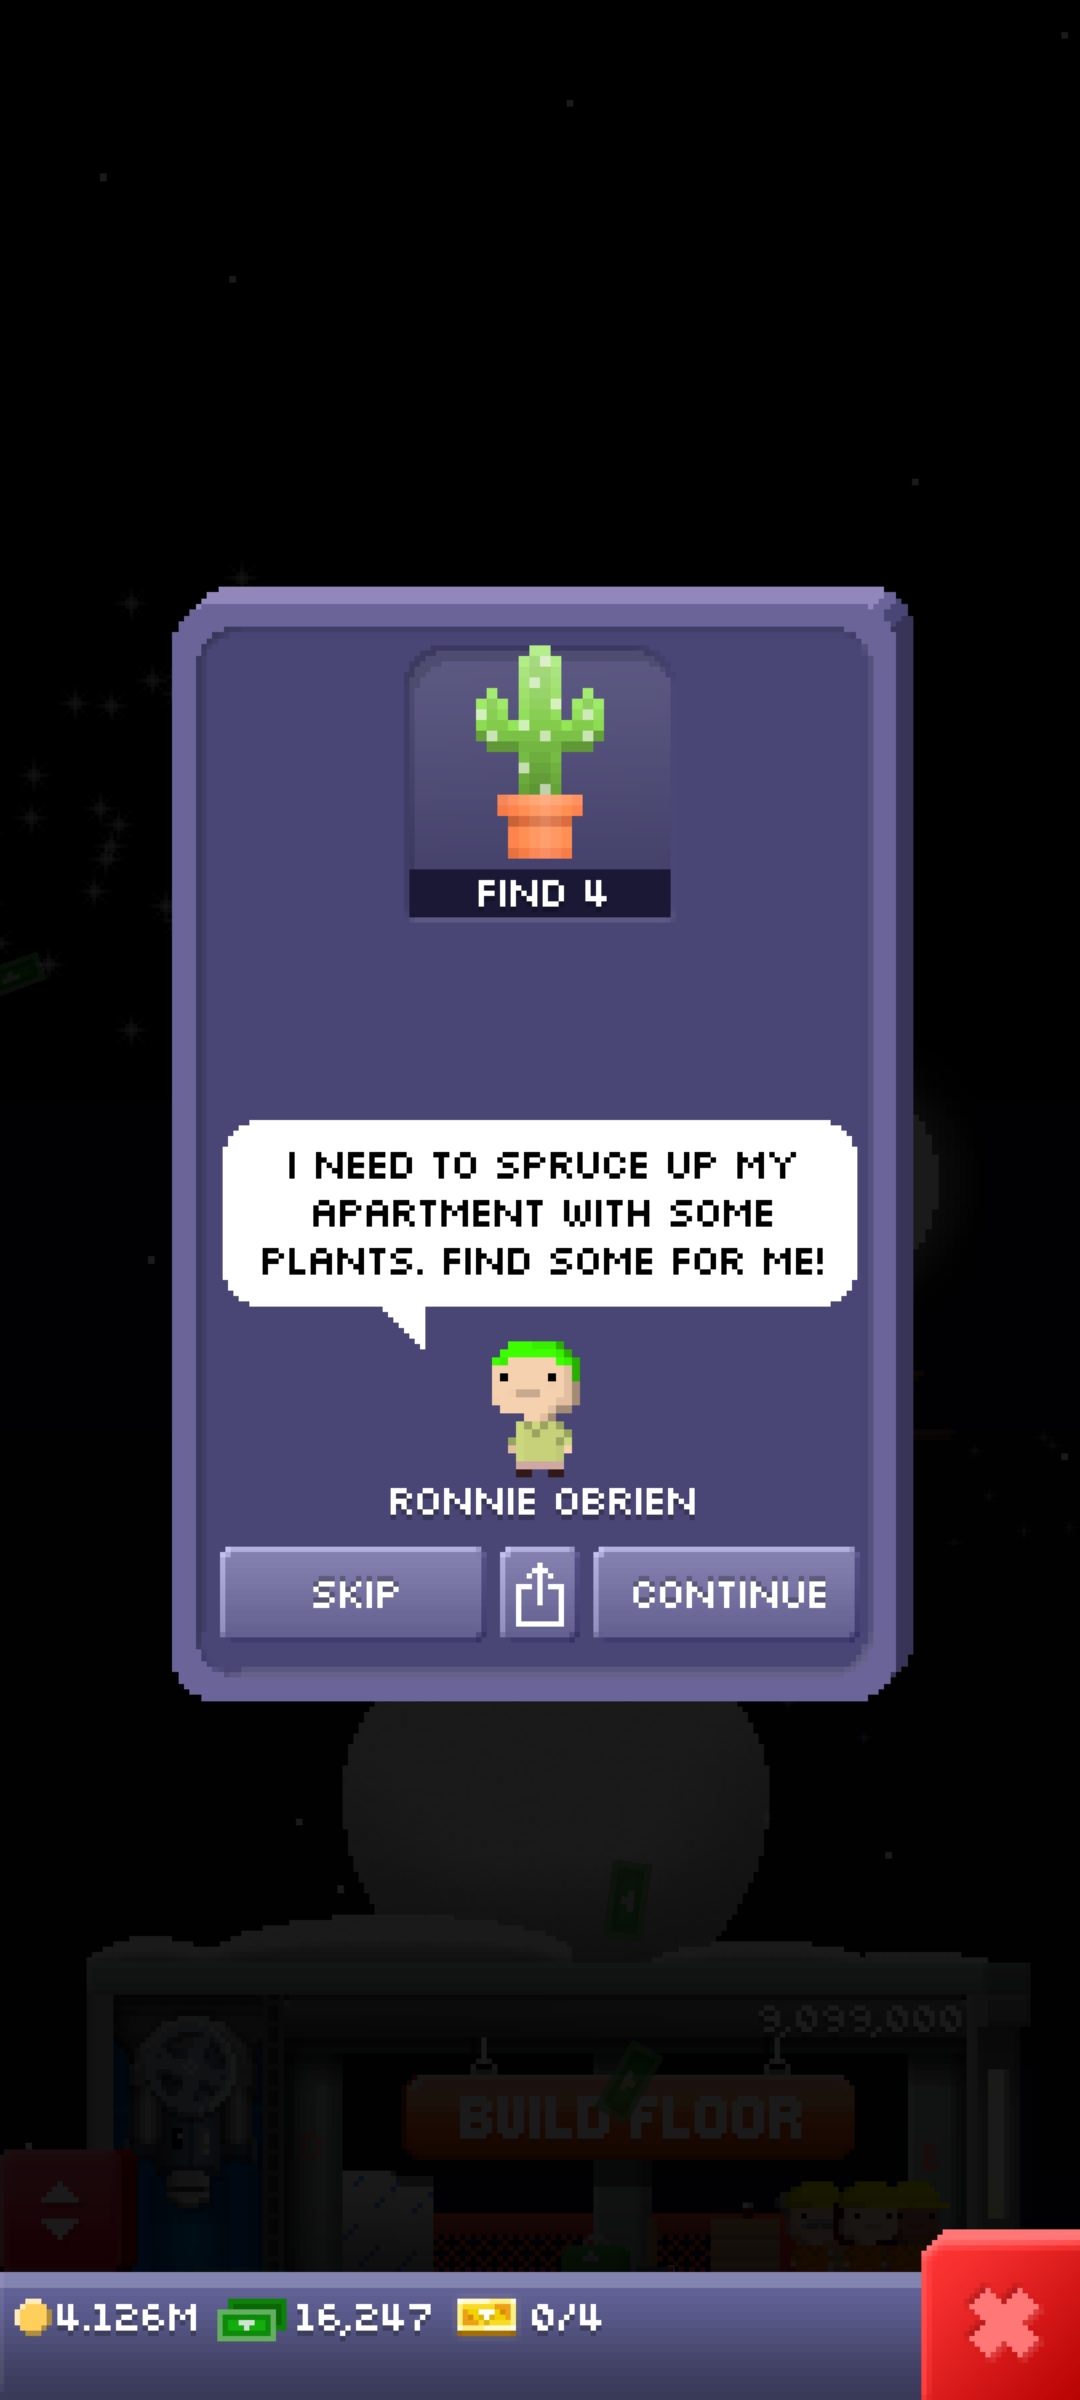 FIND 4
I NEED TO SPRUCE UP MY
APARTMENT WITH SOME
PLANTS. FIND SOME FOR ME!
RONNIE OBRIEN
SKIP
CONTINUE
9,099,000
BUILD FLOOR
4.126M
16,247
0/4